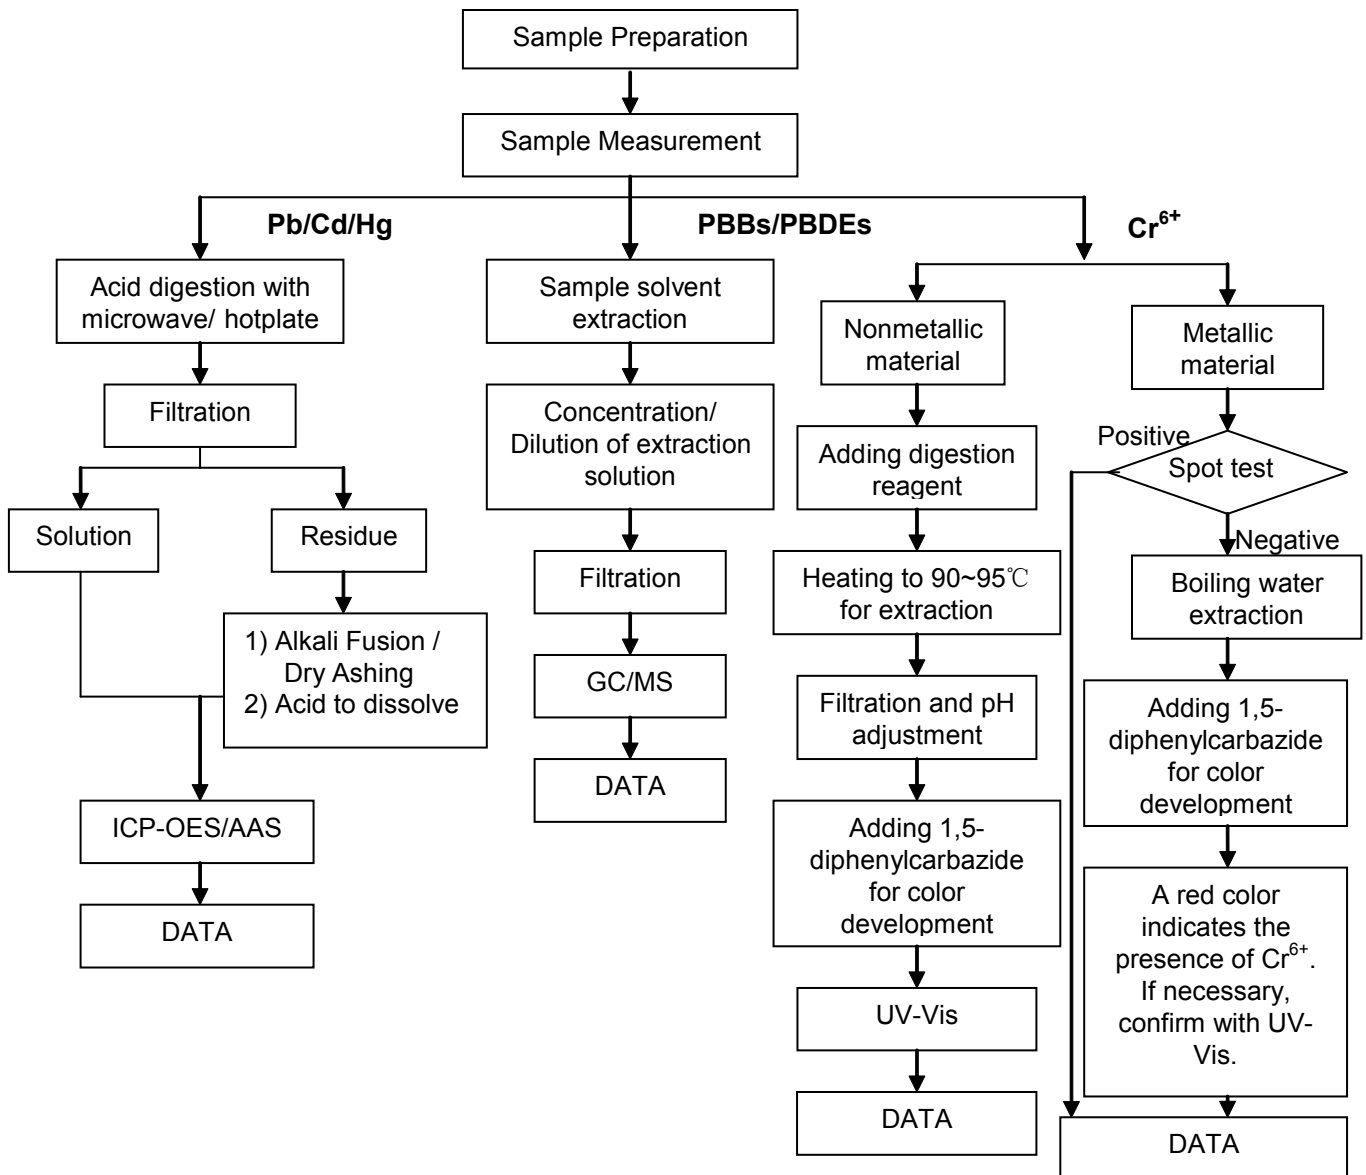 Sample Preparation
Sample Measurement
Pb/Cd/Hg
PBBs/PBDEs
Cr⁶⁺
Acid digestion with
microwave/ hotplate
Filtration
Solution
Residue
1) Alkali Fusion /
Dry Ashing
2) Acid to dissolve
ICP-OES/AAS
DATA
Sample solvent
extraction
Concentration/
Dilution of extraction
solution
Filtration
GC/MS
DATA
Nonmetallic
material
Adding digestion
reagent
Heating to 90~95℃
for extraction
Filtration and pH
adjustment
Adding 1,5-
diphenylcarbazide
for color
development
UV-Vis
DATA
Metallic
material
Positive
Spot test
Negative
Boiling water
extraction
Adding 1,5-
diphenylcarbazide
for color
development
A red color
indicates the
presence of Cr⁶⁺.
If necessary,
confirm with UV-
Vis.
DATA